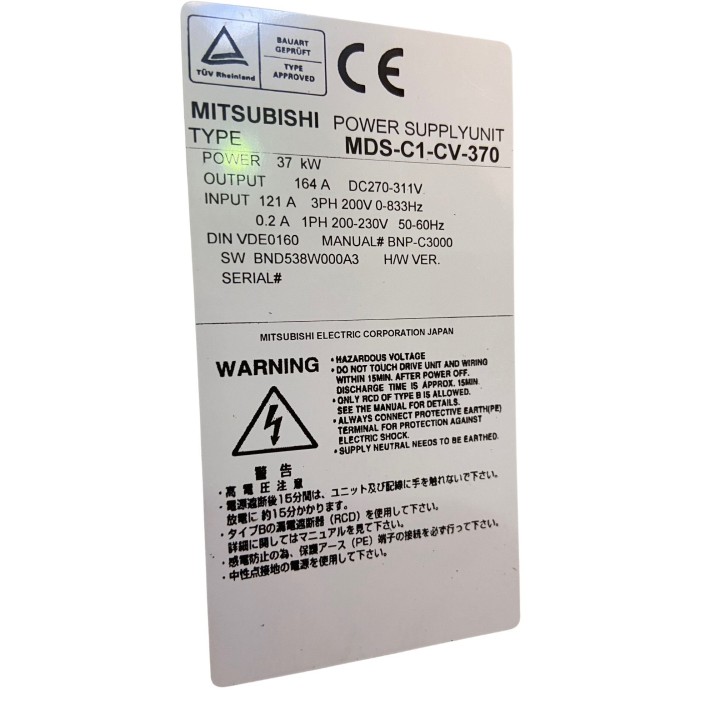 TÜV Rheinland
BAUART
GEPRÜFT
TYPE
APPROVED
CE
MITSUBISHI POWER SUPPLYUNIT
TYPE MDS-C1-CV-370
POWER 37 kW
OUTPUT 164 A DC270-311V
INPUT 121 A 3PH 200V 0-833Hz
0.2 A 1PH 200-230V 50-60Hz
DIN VDE0160 MANUAL# BNP-C3000
SW BND538W000A3 H/W VER.
SERIAL#
MITSUBISHI ELECTRIC CORPORATION JAPAN
WARNING
・HAZARDOUS VOLTAGE
・DO NOT TOUCH DRIVE UNIT AND WIRING
WITHIN 15MIN. AFTER POWER OFF.
DISCHARGE TIME IS APPROX. 15MIN.
・ONLY RCD OF TYPE B IS ALLOWED.
SEE THE MANUAL FOR DETAILS.
・ALWAYS CONNECT PROTECTIVE EARTH(PE)
TERMINAL FOR PROTECTION AGAINST
ELECTRIC SHOCK.
・SUPPLY NEUTRAL NEEDS TO BE EARTHED.
警告
・高電圧注意
・電源遮断後15分間は、ユニット及び配線に手を触れないで下さい。
放電に約15分かかります。
・タイプBの漏電遮断器（RCD）を使用して下さい。
詳細に関してはマニュアルを見て下さい。
・感電防止の為、保護アース（PE）端子の接続を必ず行って下さい。
・中性点接地の電源を使用して下さい。